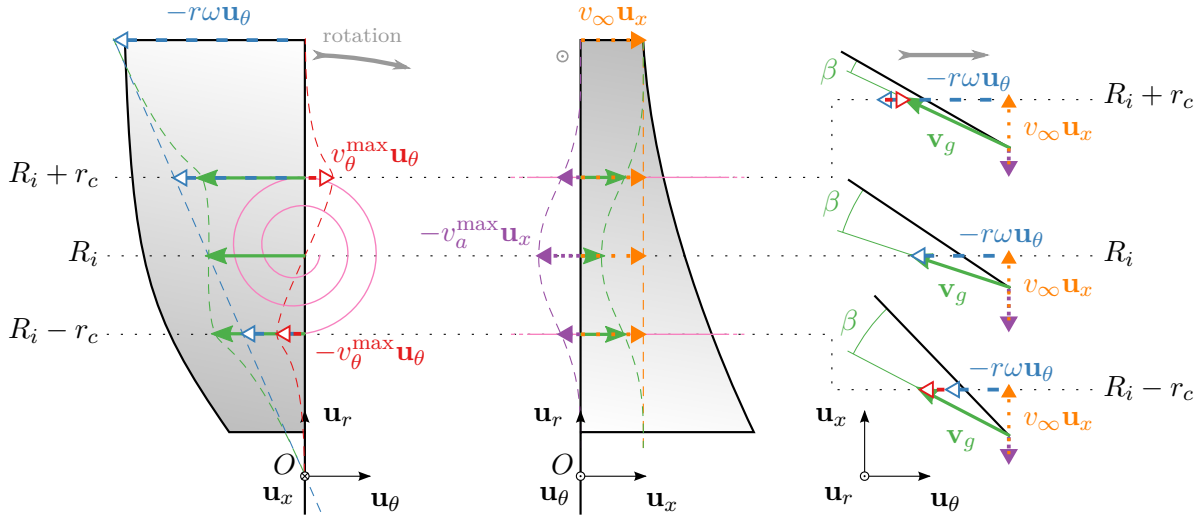 −rωu_θ
rotation
v_∞u_x
β
−rωu_θ
R_i + r_c
v_∞u_x
v_g
R_i + r_c
v_θ^max u_θ
β
−v_a^max u_x
−rωu_θ
R_i
R_i
v_∞u_x
v_g
β
R_i − r_c
−v_θ^max u_θ
−rωu_θ
R_i − r_c
v_∞u_x
v_g
u_r
u_r
u_x
O
O
u_x
u_θ
u_θ
u_x
u_r
u_θ